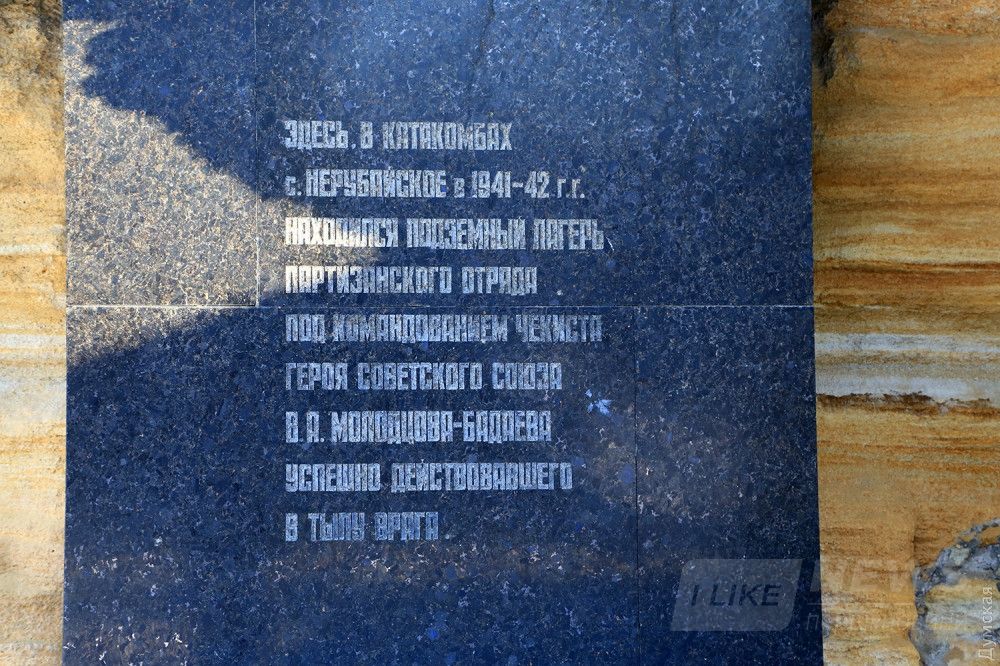 ЗДЕСЬ, В КАТАКОМБАХ
с. НЕРУБАЙСКОЕ в 1941-42 г.г.
НАХОДИЛСЯ ПОДЗЕМНЫЙ ЛАГЕРЬ
ПАРТИЗАНСКОГО ОТРЯДА
ПОД КОМАНДОВАНИЕМ ЧЕКИСТА
ГЕРОЯ СОВЕТСКОГО СОЮЗА
В.А. МОЛОДЦОВА-БАДАЕВА
УСПЕШНО ДЕЙСТВОВАВШЕГО
В ТЫЛУ ВРАГА.
I LIKE
Думская